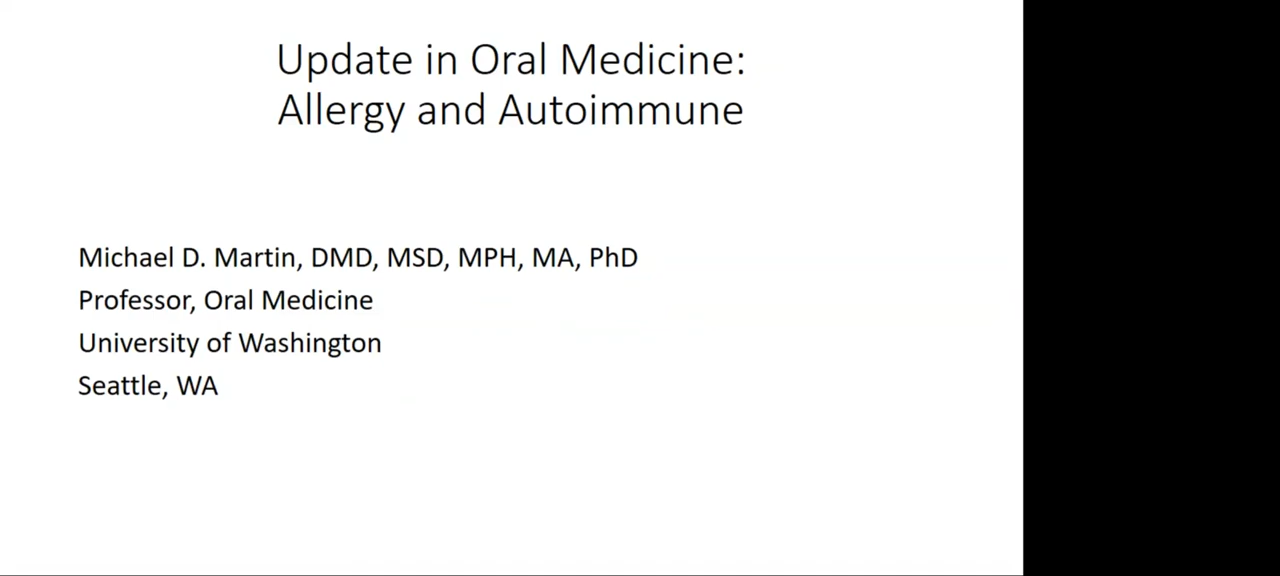 Update in Oral Medicine:
Allergy and Autoimmune
Michael D. Martin, DMD, MSD, MPH, MA, PhD
Professor, Oral Medicine
University of Washington
Seattle, WA